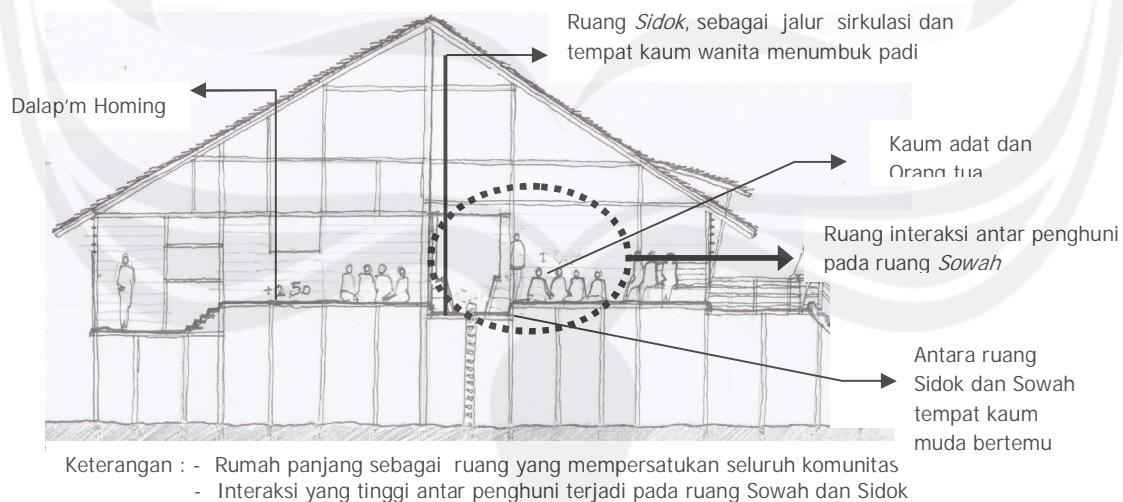 Ruang Sidok, sebagai jalur sirkulasi dan
tempat kaum wanita menumbuk padi
Dalap'm Homing
Kaum adat dan
Orang tua
Ruang interaksi antar penghuni
pada ruang Sowah
+2,50
Antara ruang
Sidok dan Sowah
tempat kaum
muda bertemu
Keterangan : - Rumah panjang sebagai ruang yang mempersatukan seluruh komunitas
- Interaksi yang tinggi antar penghuni terjadi pada ruang Sowah dan Sidok